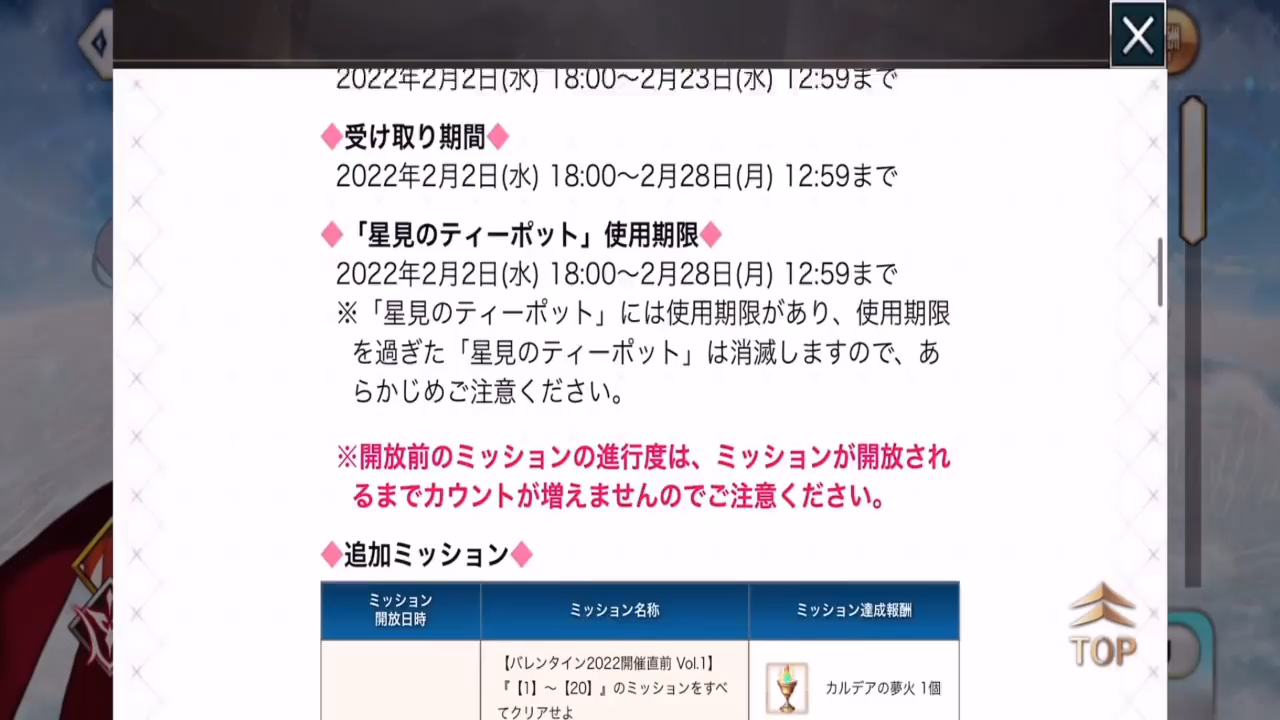 2022年2月2日(水) 18:00～2月23日(水) 12:59まで
◆受け取り期間◆
2022年2月2日(水) 18:00～2月28日(月) 12:59まで
◆「星見のティーポット」使用期限◆
2022年2月2日(水) 18:00～2月28日(月) 12:59まで
※「星見のティーポット」には使用期限があり、使用期限
を過ぎた「星見のティーポット」は消滅しますので、あ
らかじめご注意ください。
※開放前のミッションの進行度は、ミッションが開放され
るまでカウントが増えませんのでご注意ください。
◆追加ミッション◆
ミッション
開放日時
ミッション名称
ミッション達成報酬
【バレンタイン2022開催直前 Vol.1】
『【1】～【20】』のミッションをすべ
てクリアせよ
カルデアの夢火 1個
TOP